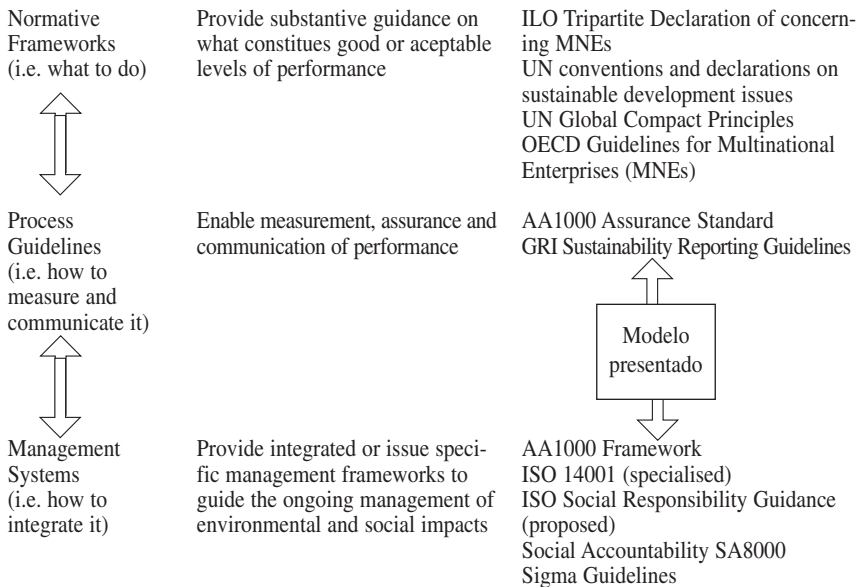 Normative
Frameworks
(i.e. what to do)
Provide substantive guidance on
what constitues good or aceptable
levels of performance
ILO Tripartite Declaration of concern-
ing MNEs
UN conventions and declarations on
sustainable development issues
UN Global Compact Principles
OECD Guidelines for Multinational
Enterprises (MNEs)
Process
Guidelines
(i.e. how to
measure and
communicate it)
Enable measurement, assurance and
communication of performance
AA1000 Assurance Standard
GRI Sustainability Reporting Guidelines
Modelo
presentado
Management
Systems
(i.e. how to
integrate it)
Provide integrated or issue speci-
fic management frameworks to
guide the ongoing management of
environmental and social impacts
AA1000 Framework
ISO 14001 (specialised)
ISO Social Responsibility Guidance
(proposed)
Social Accountability SA8000
Sigma Guidelines